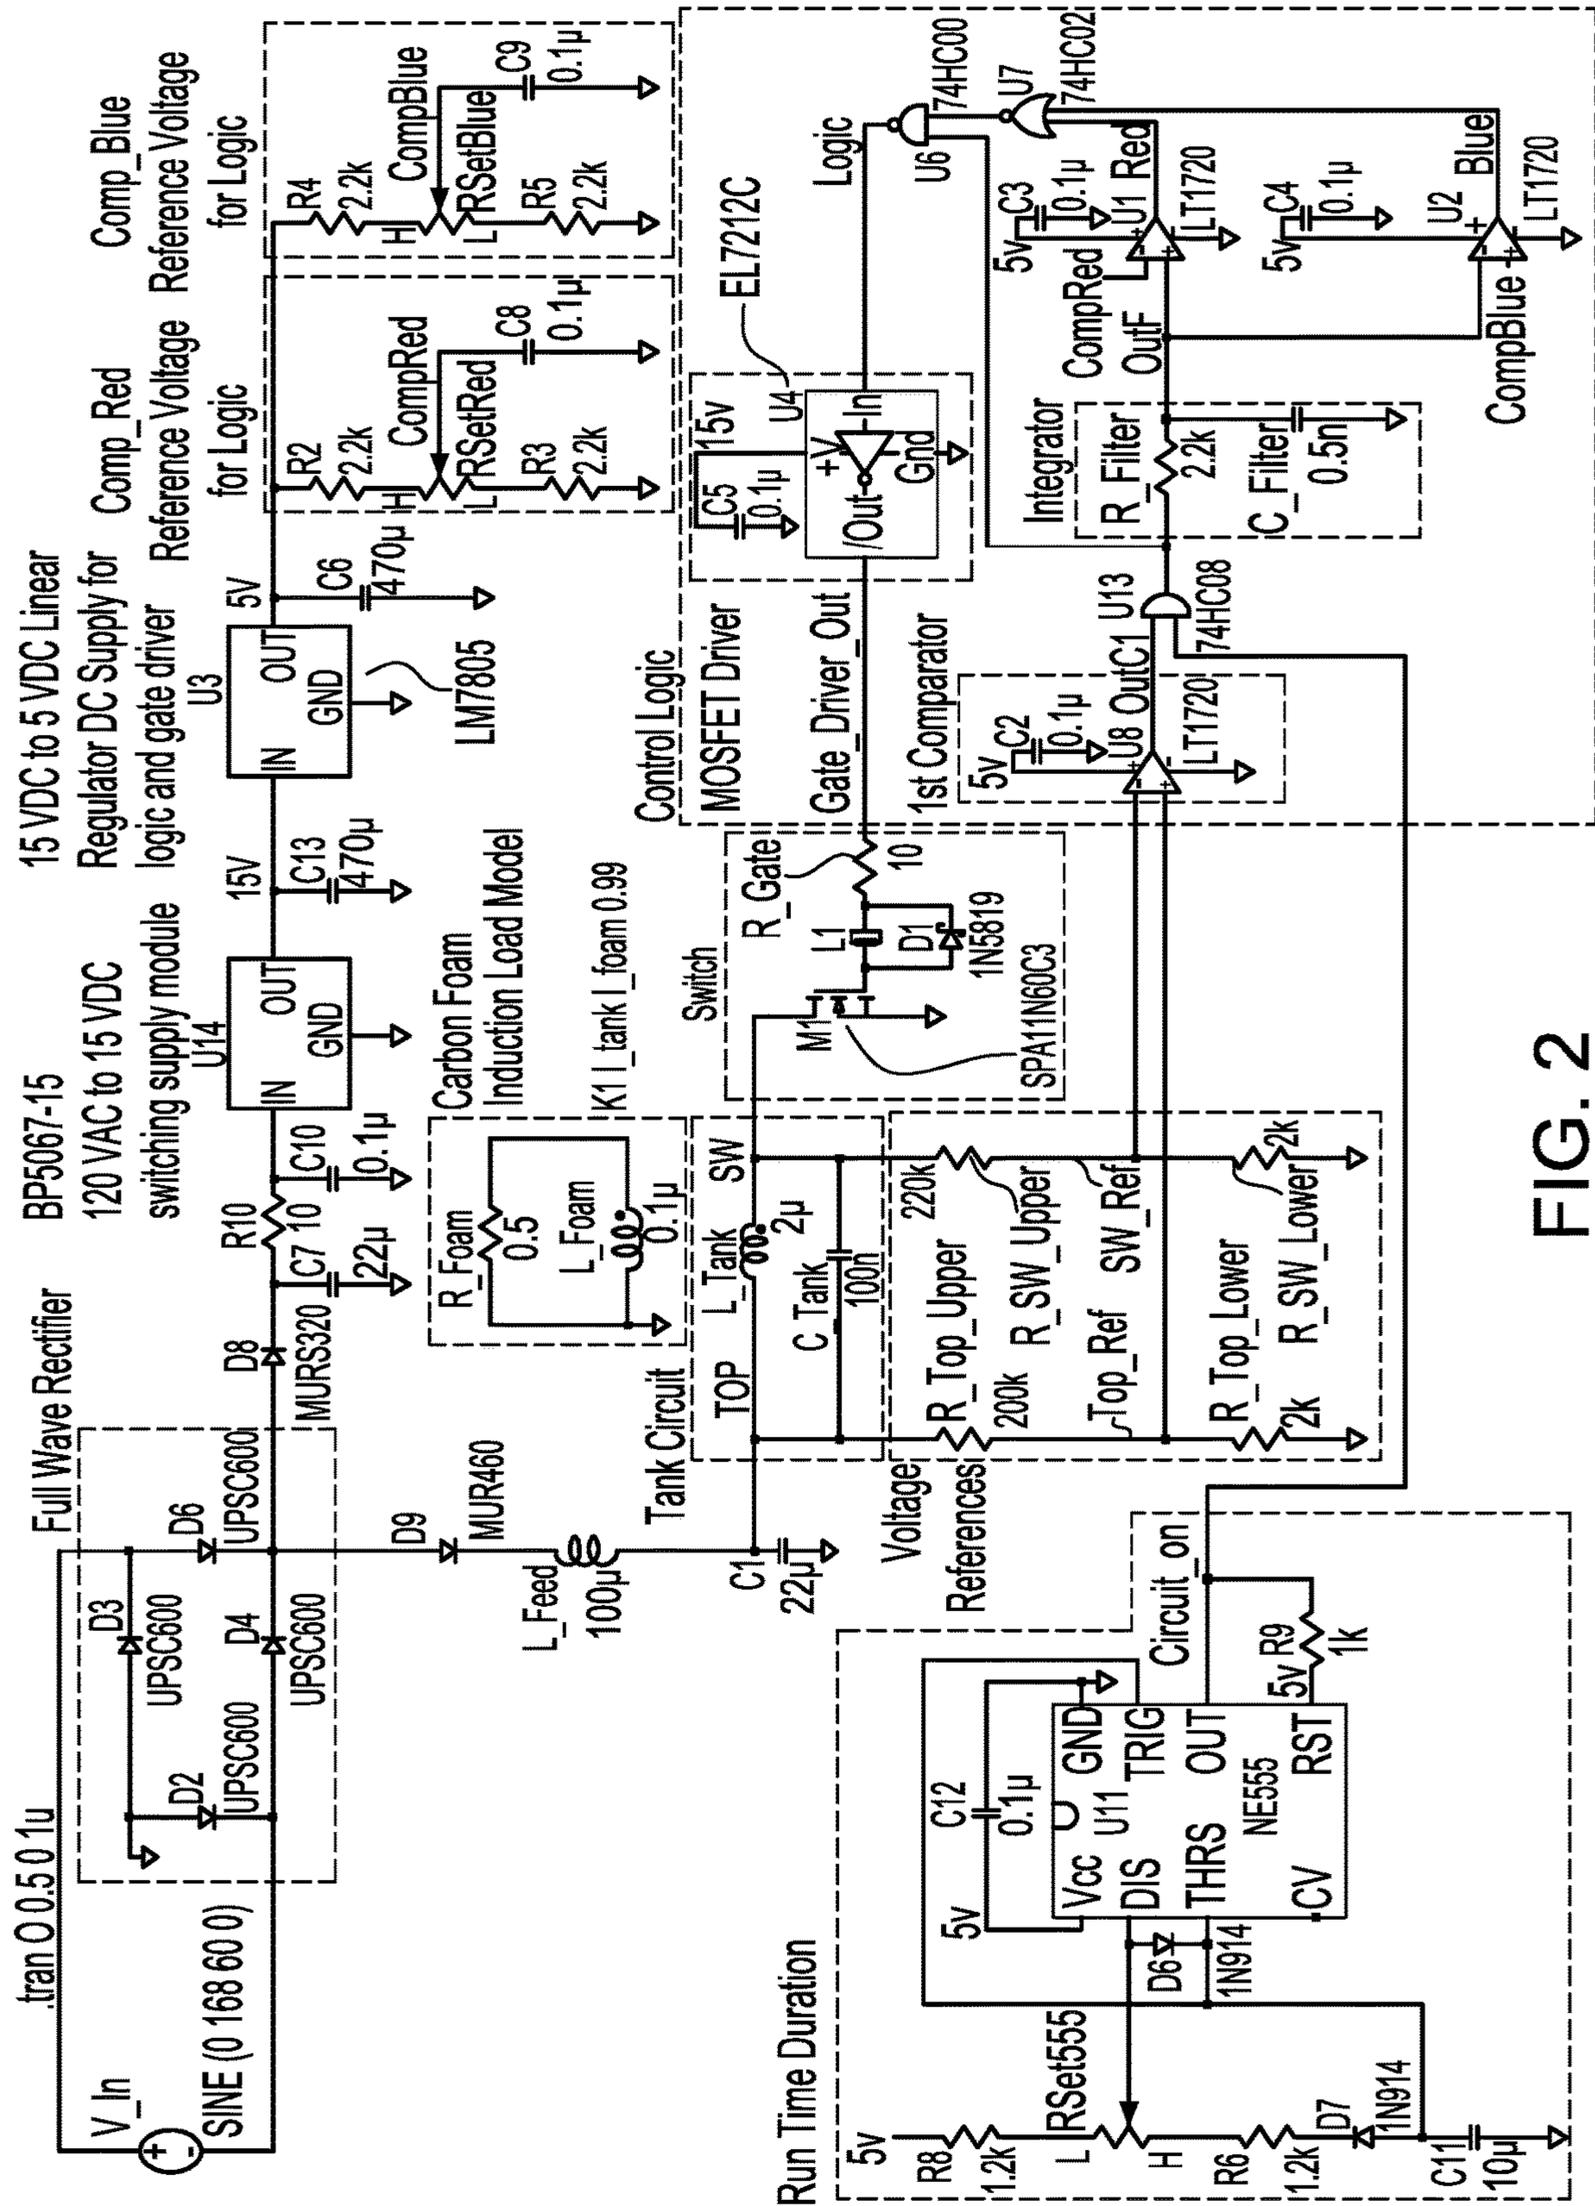 .tran O 0.5 0 1u
V_In
SINE (0 168 60 0)
Full Wave Rectifier
D3
UPSC600
D6
UPSC600
D2
UPSC600
D4
UPSC600
D8
MURS320
D9
MUR460
L_Feed
100µ
C7
22µ
R10
10
C10
0.1µ
BP5067-15
120 VAC to 15 VDC
switching supply module
U14
IN
OUT
GND
15V
C13
470µ
15 VDC to 5 VDC Linear
Regulator DC Supply for
logic and gate driver
U3
IN
OUT
GND
LM7805
5V
C6
470µ
Comp_Red
Reference Voltage
for Logic
R2
2.2k
H
CompRed
RSetRed
L
R3
2.2k
C8
0.1µ
Comp_Blue
Reference Voltage
for Logic
R4
2.2k
H
CompBlue
RSetBlue
L
R5
2.2k
C9
0.1µ
Carbon Foam
Induction Load Model
K1 l_tank l_foam 0.99
R_Foam
0.5
L_Foam
0.1µ
Tank Circuit
TOP
L_Tank
2µ
SW
C_Tank
100n
C1
22µ
Voltage
References
R_Top_Upper
200k
220k
R_SW_Upper
Top_Ref
SW_Ref
R_Top_Lower
2k
R_SW_Lower
2k
Switch
R_Gate
10
L1
D1
1N5819
M1
SPA11N60C3
Control Logic
MOSFET Driver
Gate_Driver_Out
C5
0.1µ
15v
U4
EL7212C
+V
In
/Out
Gnd
Logic
U6
74HC00
U7
74HC02
1st Comparator
5v
C2
0.1µ
U8
OutC1
LT1720
U13
74HC08
Integrator
R_Filter
2.2k
C_Filter
0.5n
CompRed
OutF
5v
C3
0.1µ
U1
Red
LT1720
5v
C4
0.1µ
U2
Blue
LT1720
CompBlue
Run Time Duration
5v
R8
1.2k
L
RSet555
H
R6
1.2k
D7
1N914
C11
10µ
D6
1N914
5v
C12
0.1µ
Vcc
U11
GND
DIS
TRIG
THRS
OUT
NE555
CV
RST
5v
R9
1k
Circuit_on
FIG. 2